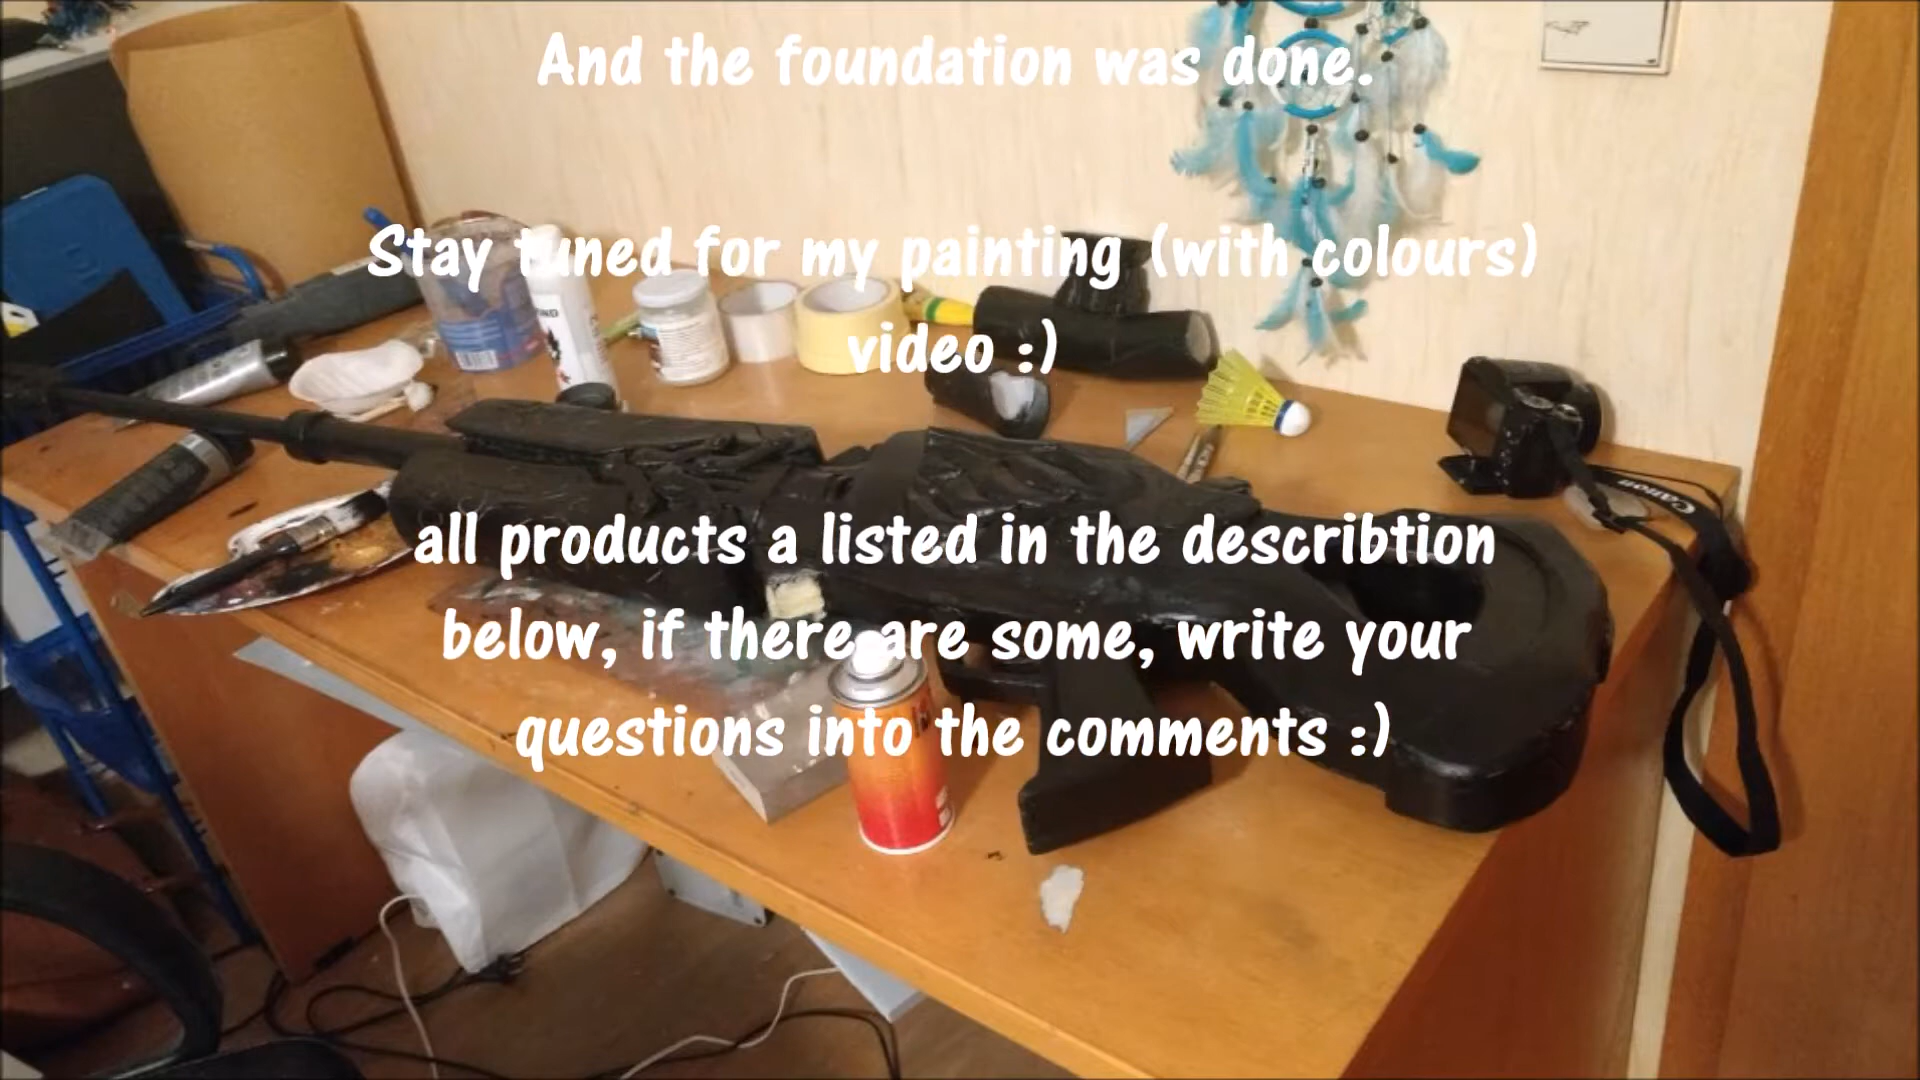 And the foundation was done.
Stay tuned for my painting (with colours)
video :)
all products a listed in the describtion
below, if there are some, write your
questions into the comments :)
Canon